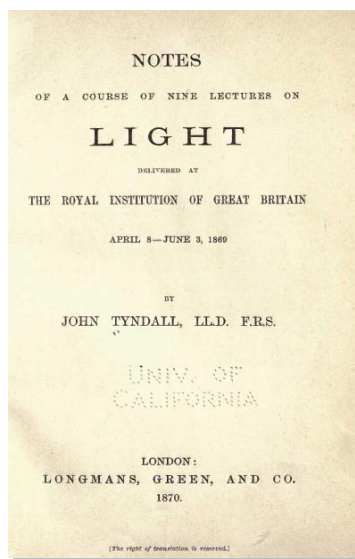 NOTES
OF A COURSE OF NINE LECTURES ON
LIGHT
DELIVERED AT
THE ROYAL INSTITUTION OF GREAT BRITAIN
APRIL 8—JUNE 3, 1869
BY
JOHN TYNDALL, LL.D. F.R.S.
UNIV. OF
CALIFORNIA
LONDON:
LONGMANS, GREEN, AND CO.
1870.
(The right of translation is reserved.)